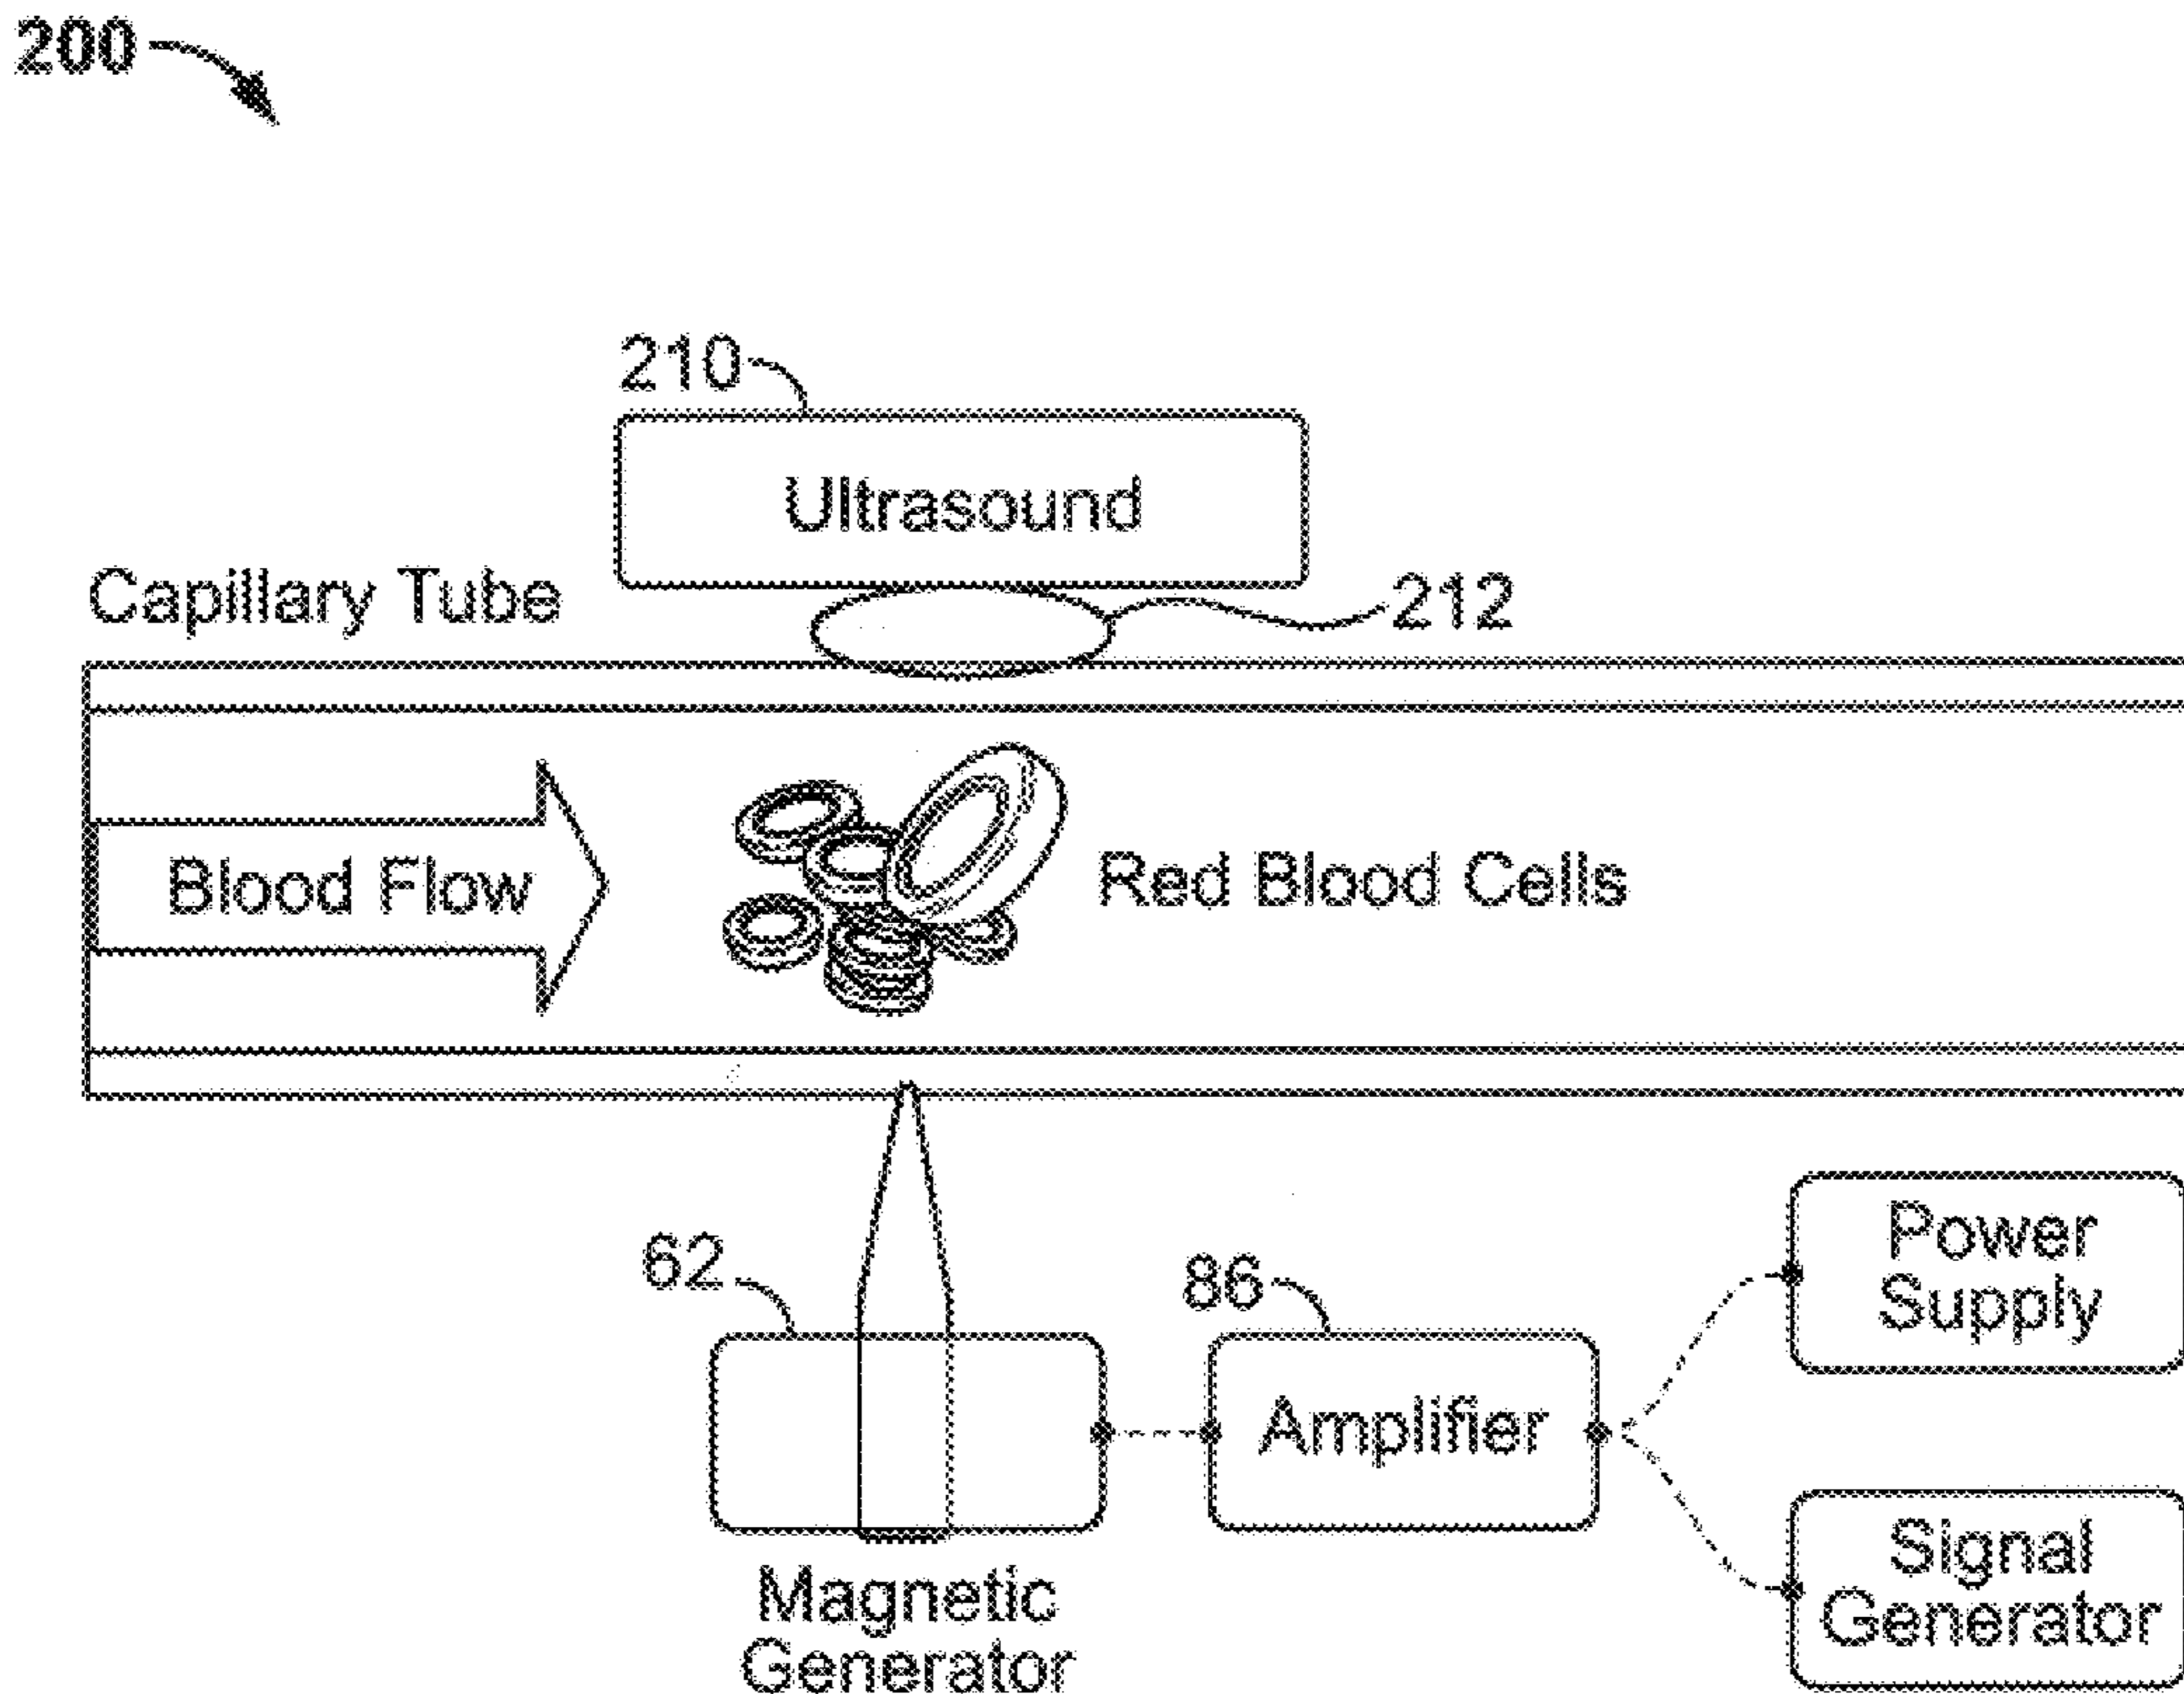 200
210
Ultrasound
Capillary Tube
212
Blood Flow
Red Blood Cells
62
86
Power
Supply
Amplifier
Signal
Generator
Magnetic
Generator